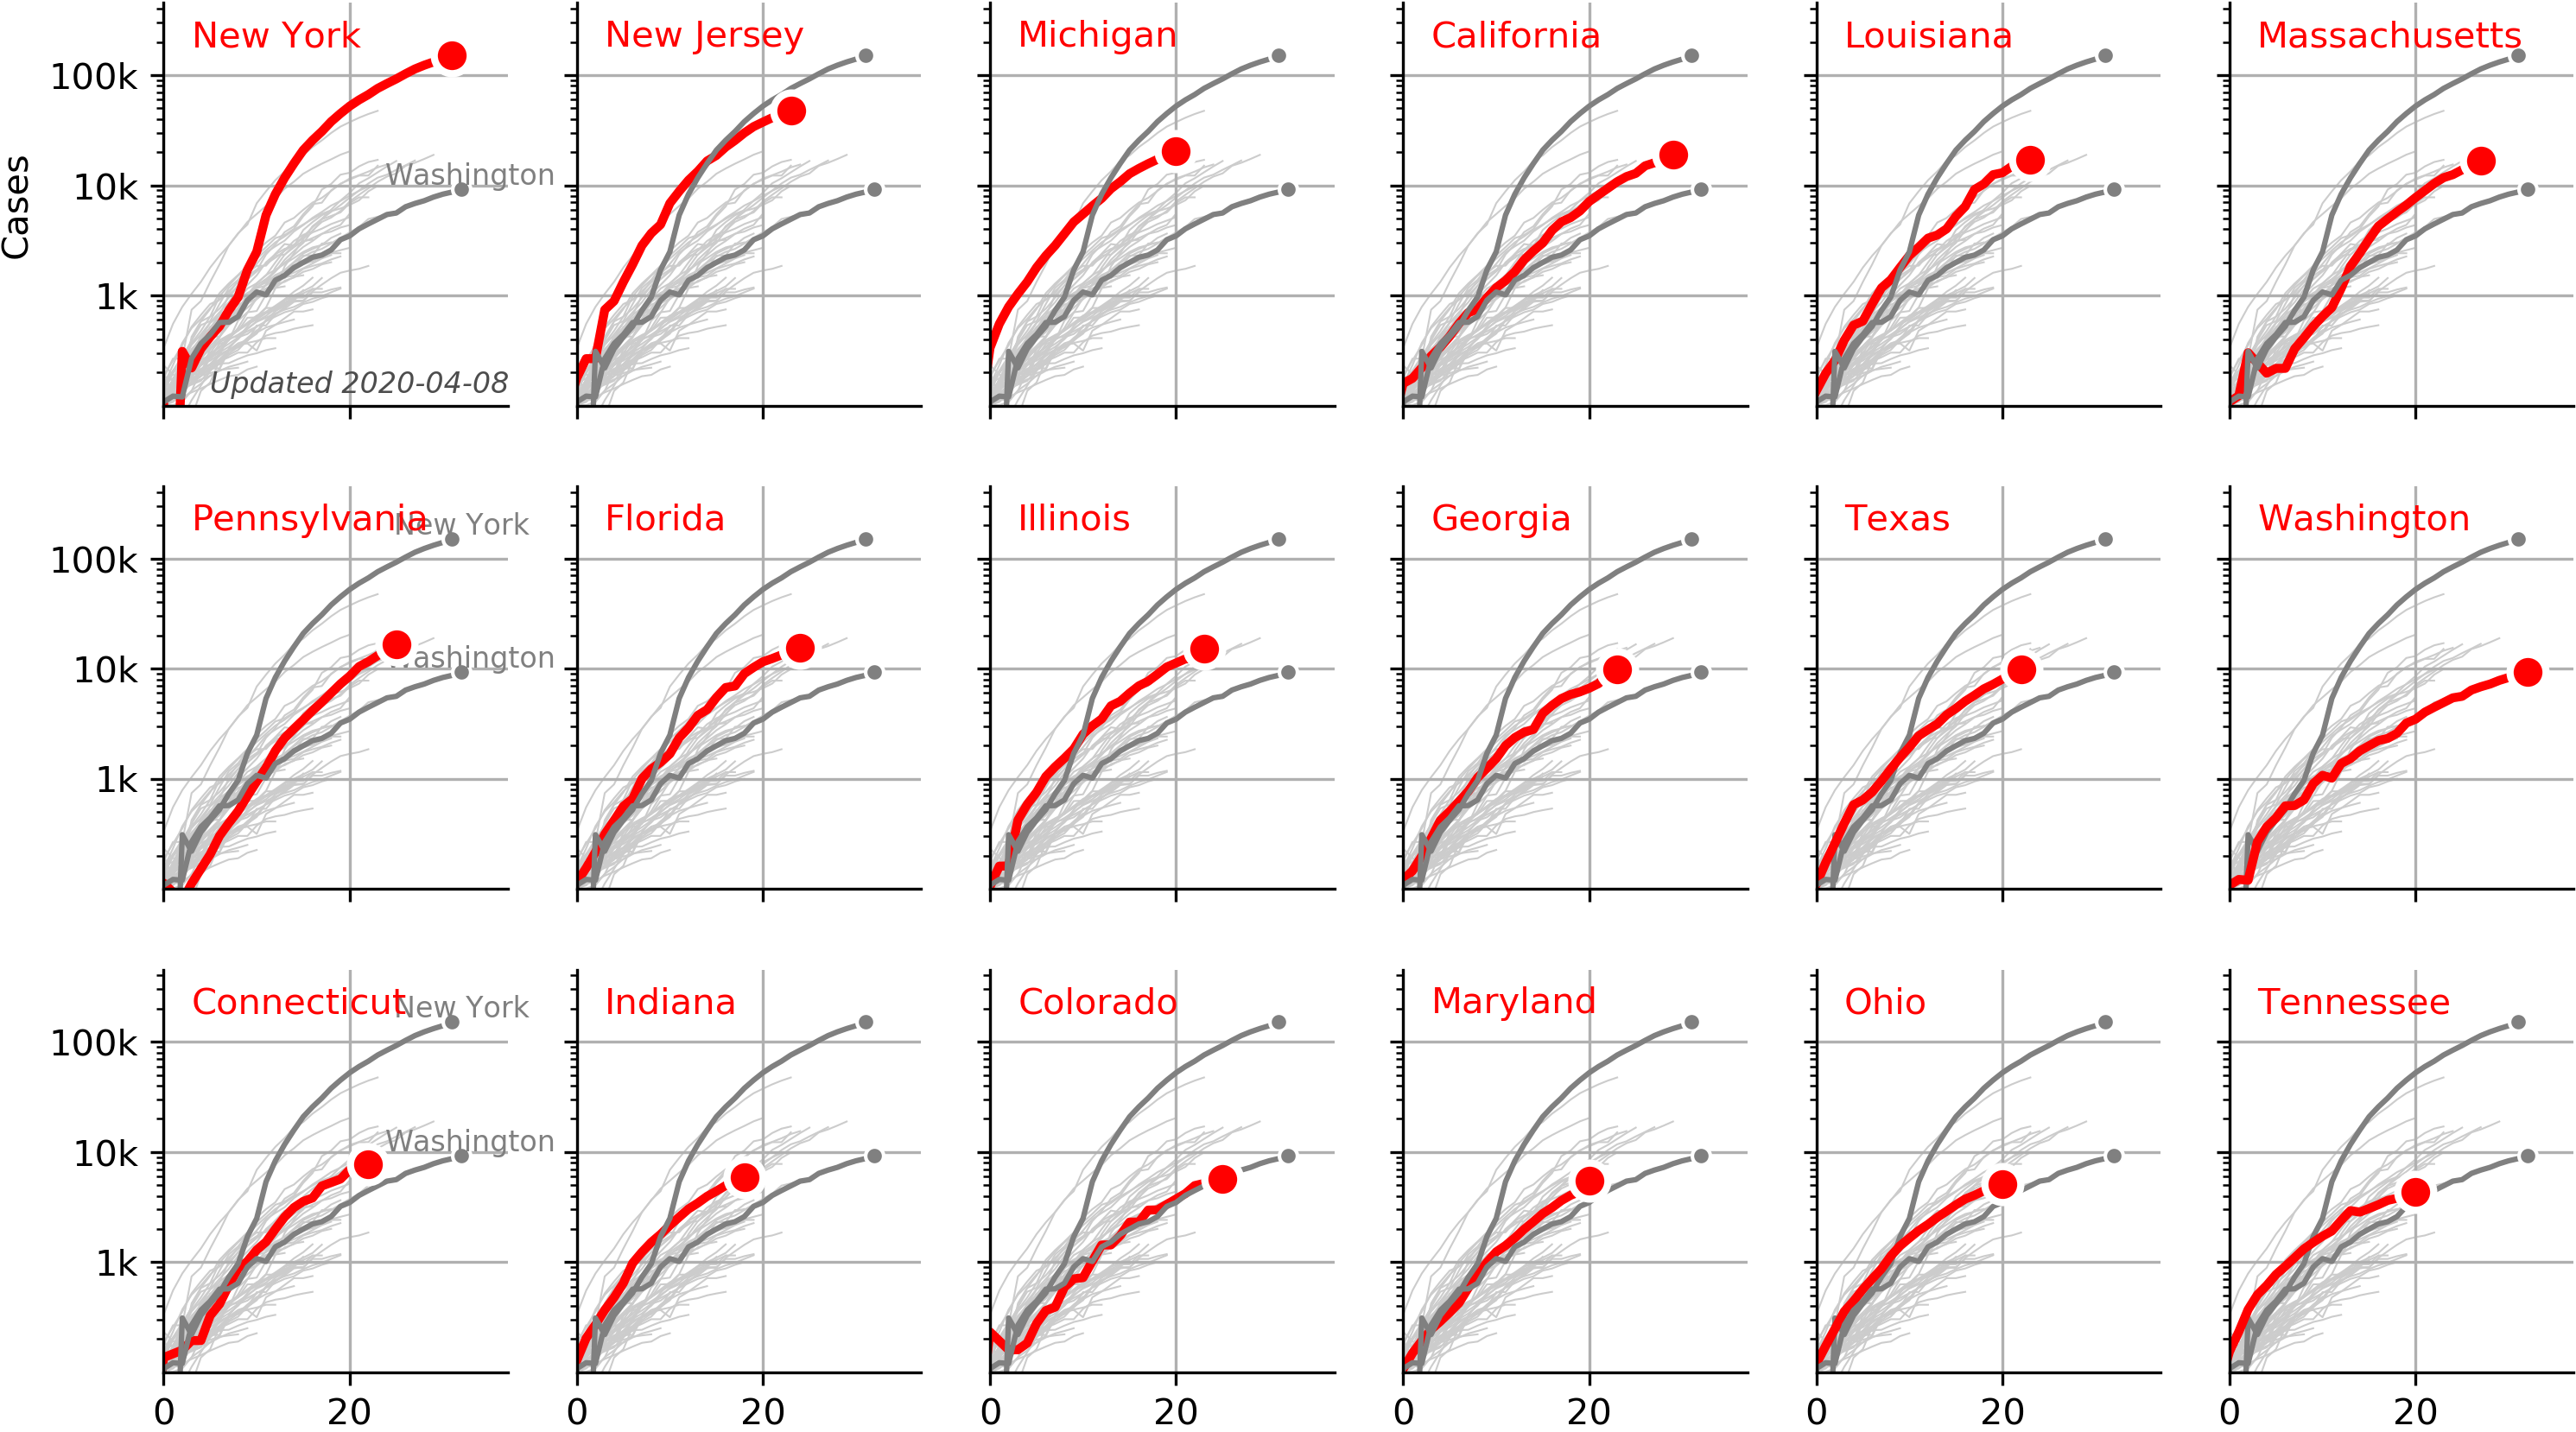 New York
New Jersey
Michigan
California
Louisiana
Massachusetts
100k
10k
1k
Cases
Washington
Updated 2020-04-08
Pennsylvania
New York
Florida
Illinois
Georgia
Texas
Washington
100k
10k
1k
Washington
Connecticut
New York
Indiana
Colorado
Maryland
Ohio
Tennessee
100k
10k
1k
Washington
0 20 0 20 0 20 0 20 0 20 0 20